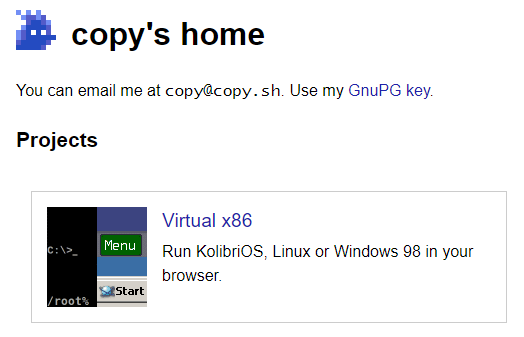 copy's home
You can email me at copy@copy.sh. Use my GnuPG key.
Projects
C:\>_
Menu
Start
/root%
Virtual x86
Run KolibriOS, Linux or Windows 98 in your
browser.